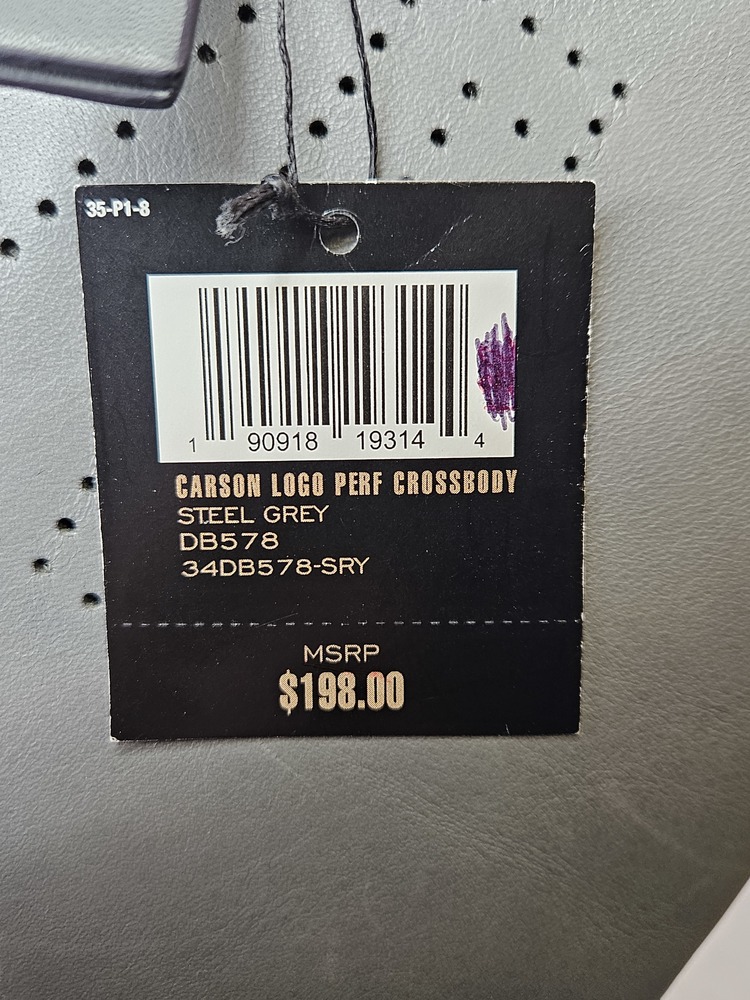 35-P1-8
1 90918 19314 4
CARSON LOGO PERF CROSSBODY
STEEL GREY
DB578
34DB578-SRY
MSRP
$198.00